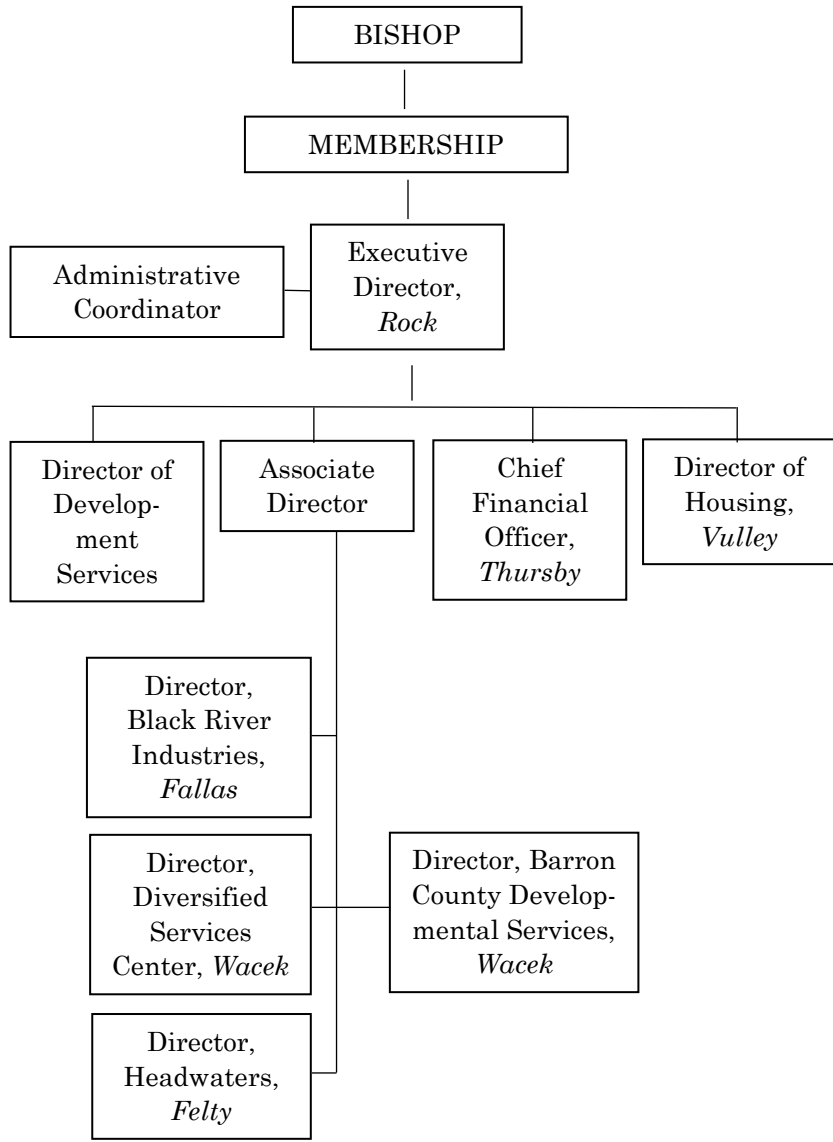 BISHOP
MEMBERSHIP
Administrative
Coordinator
Executive
Director,
Rock
Director of
Develop-
ment
Services
Associate
Director
Chief
Financial
Officer,
Thursby
Director of
Housing,
Vulley
Director,
Black River
Industries,
Fallas
Director,
Diversified
Services
Center, Wacek
Director, Barron
County Develop-
mental Services,
Wacek
Director,
Headwaters,
Felty